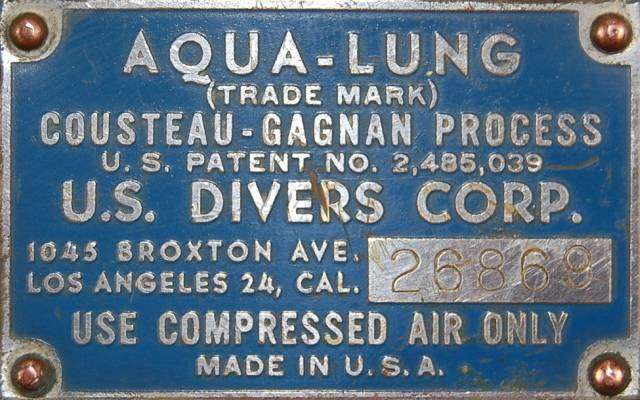 AQUA-LUNG
(TRADE MARK)
COUSTEAU-GAGNAN PROCESS
U.S. PATENT NO. 2,485,039
U.S. DIVERS CORP.
1045 BROXTON AVE.
LOS ANGELES 24, CAL.
26869
USE COMPRESSED AIR ONLY
MADE IN U.S.A.